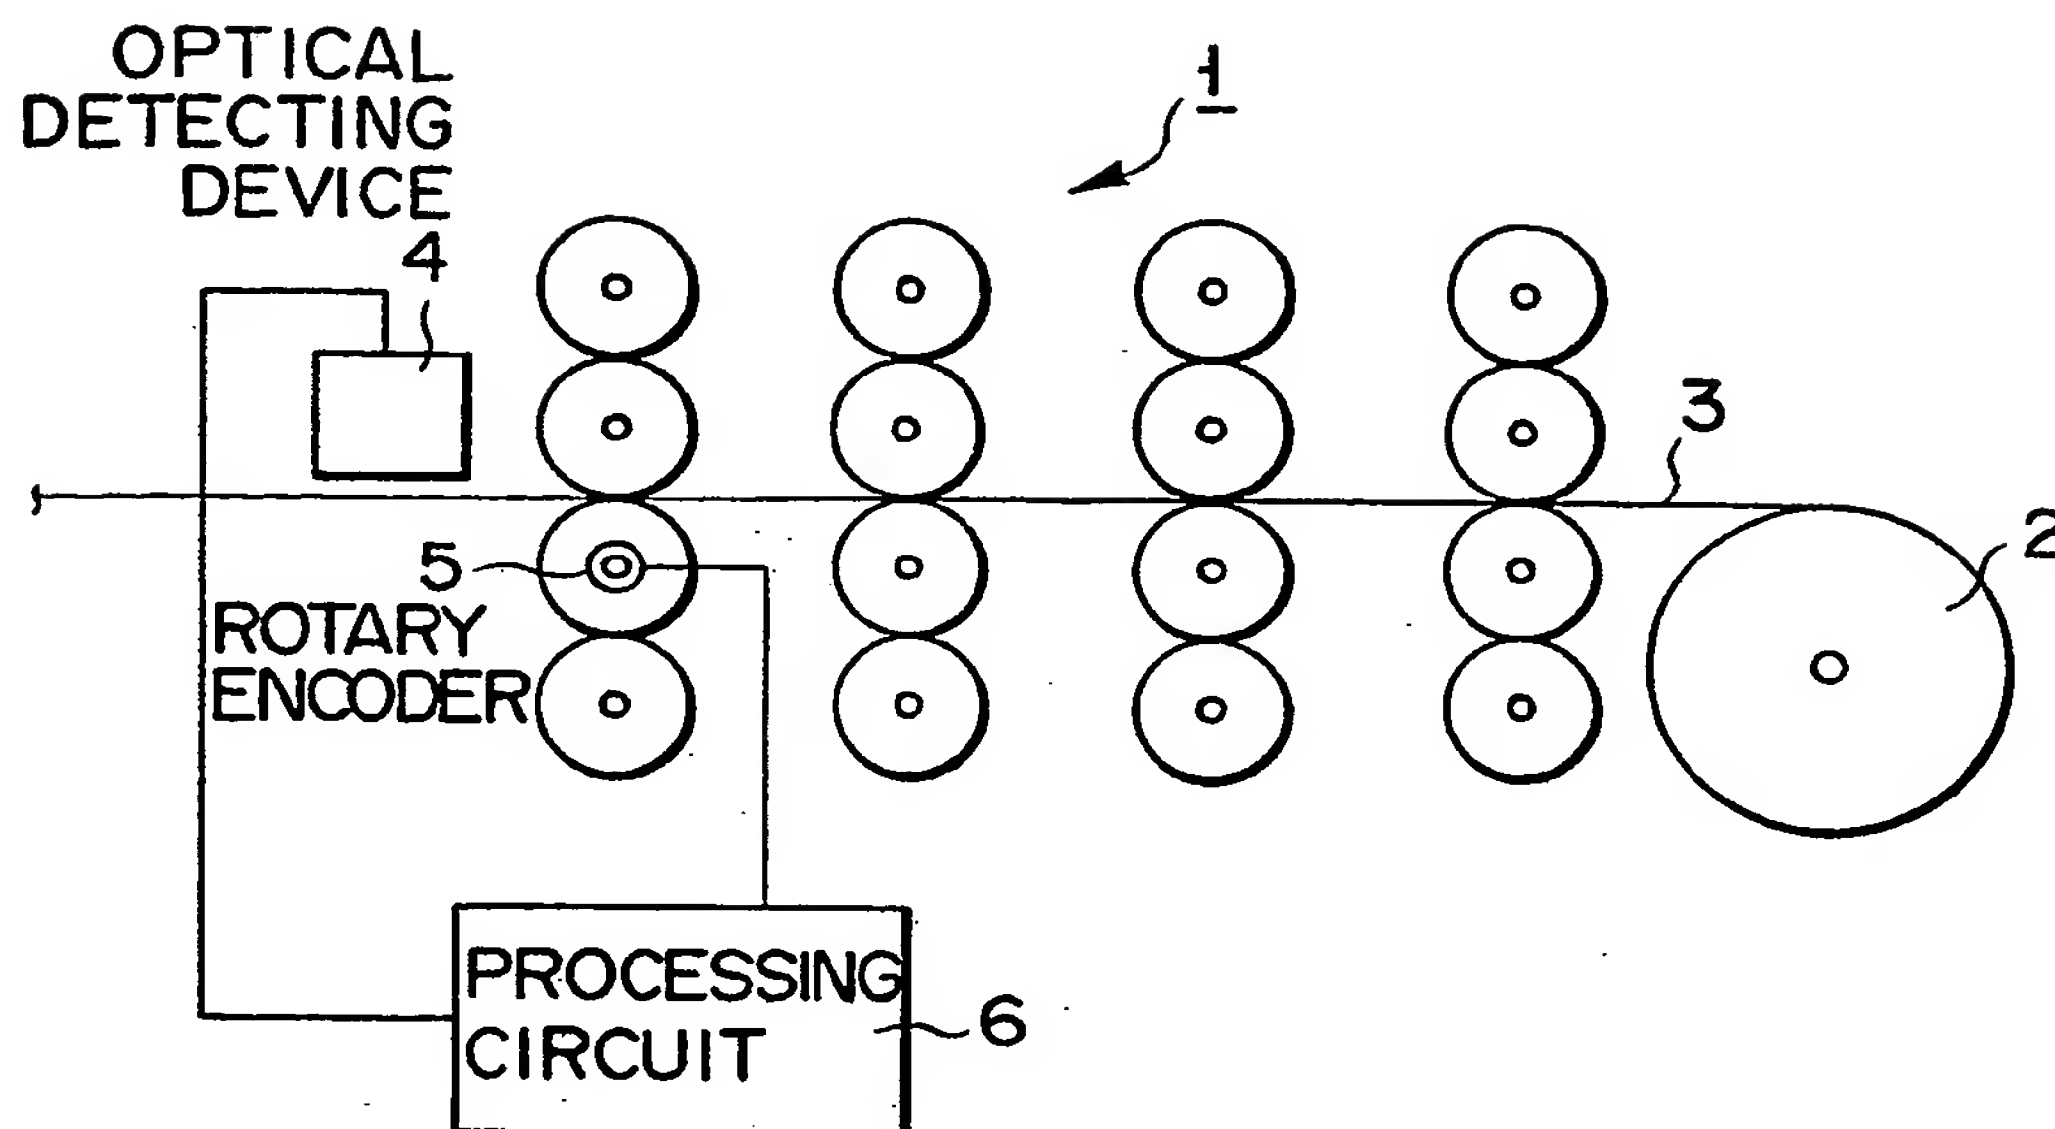 OPTICAL
DETECTING
DEVICE
4
1
3
2
5
ROTARY
ENCODER
PROCESSING
CIRCUIT
6